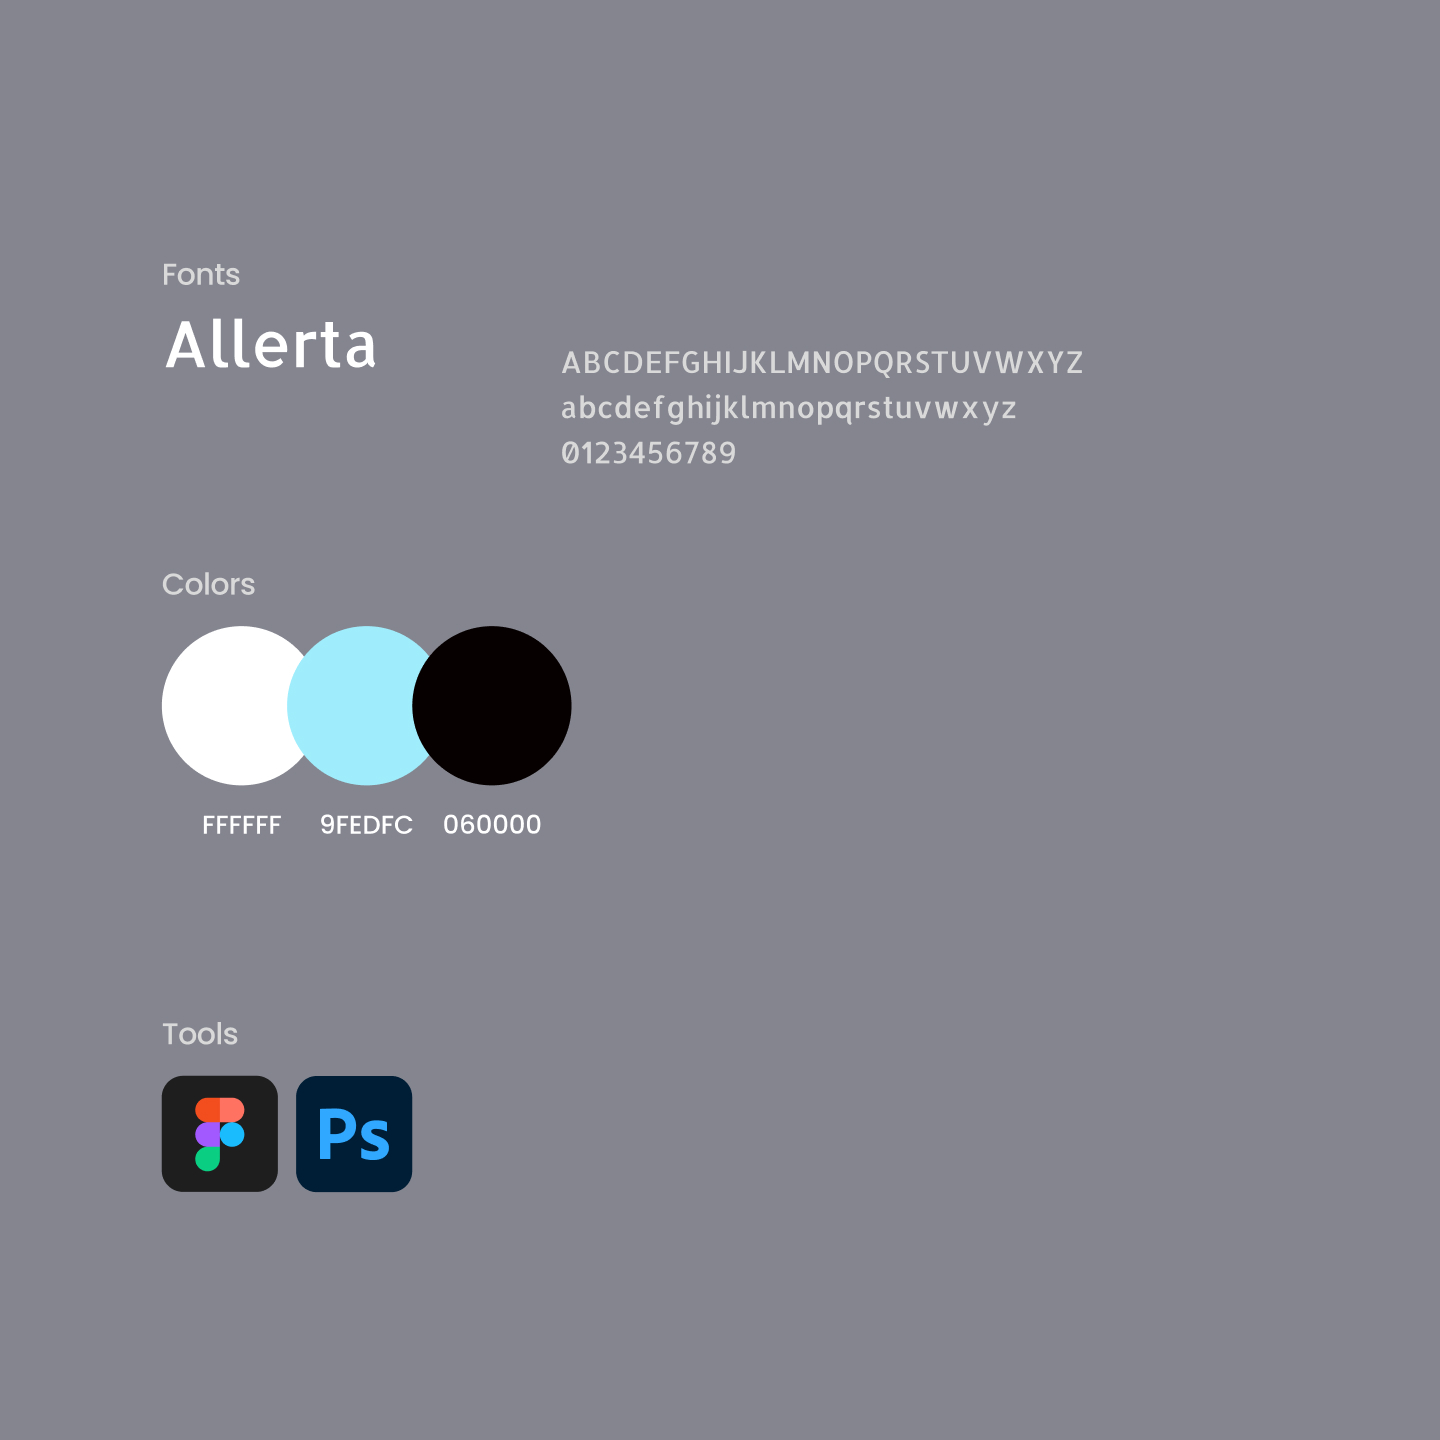 Fonts
Allerta
ABCDEFGHIJKLMNOPQRSTUVWXYZ
abcdefghijklmnopqrstuvwxyz
0123456789
Colors
FFFFFF 9FEDFC 060000
Tools
Ps